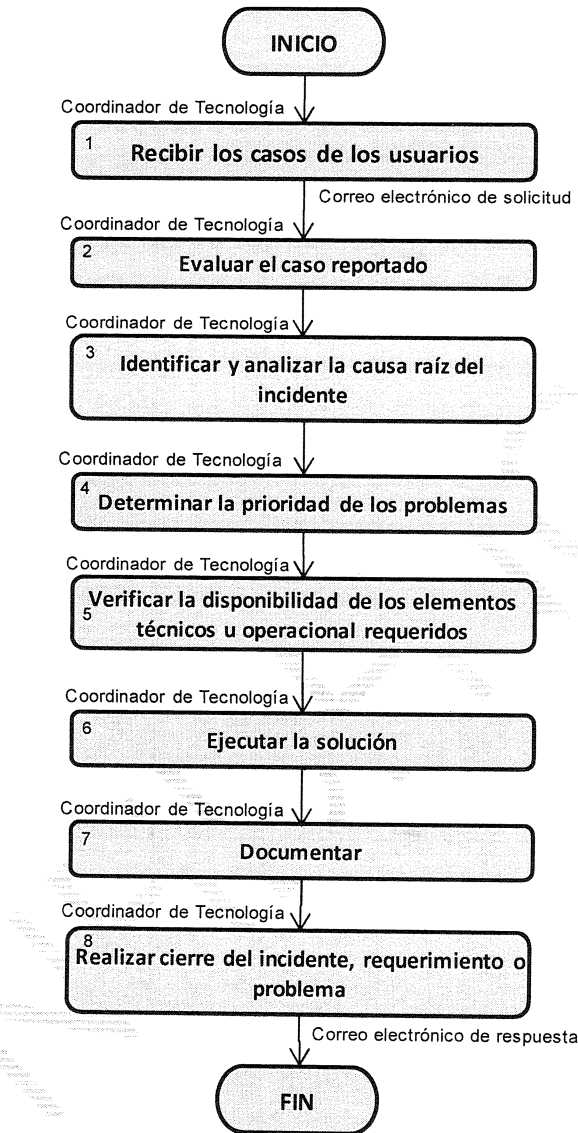 INICIO
Coordinador de Tecnología
1
Recibir los casos de los usuarios
Correo electrónico de solicitud
Coordinador de Tecnología
2
Evaluar el caso reportado
Coordinador de Tecnología
3
Identificar y analizar la causa raíz del
incidente
Coordinador de Tecnología
4
Determinar la prioridad de los problemas
Coordinador de Tecnología
Verificar la disponibilidad de los elementos
5
técnicos u operacional requeridos
Coordinador de Tecnología
6
Ejecutar la solución
Coordinador de Tecnología
7
Documentar
Coordinador de Tecnología
8
Realizar cierre del incidente, requerimiento o
problema
Correo electrónico de respuesta
FIN